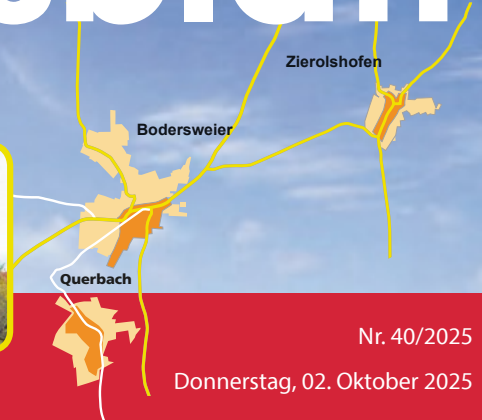 Zierolshofen
Bodersweier
Querbach
Nr. 40/2025
Donnerstag, 02. Oktober 2025